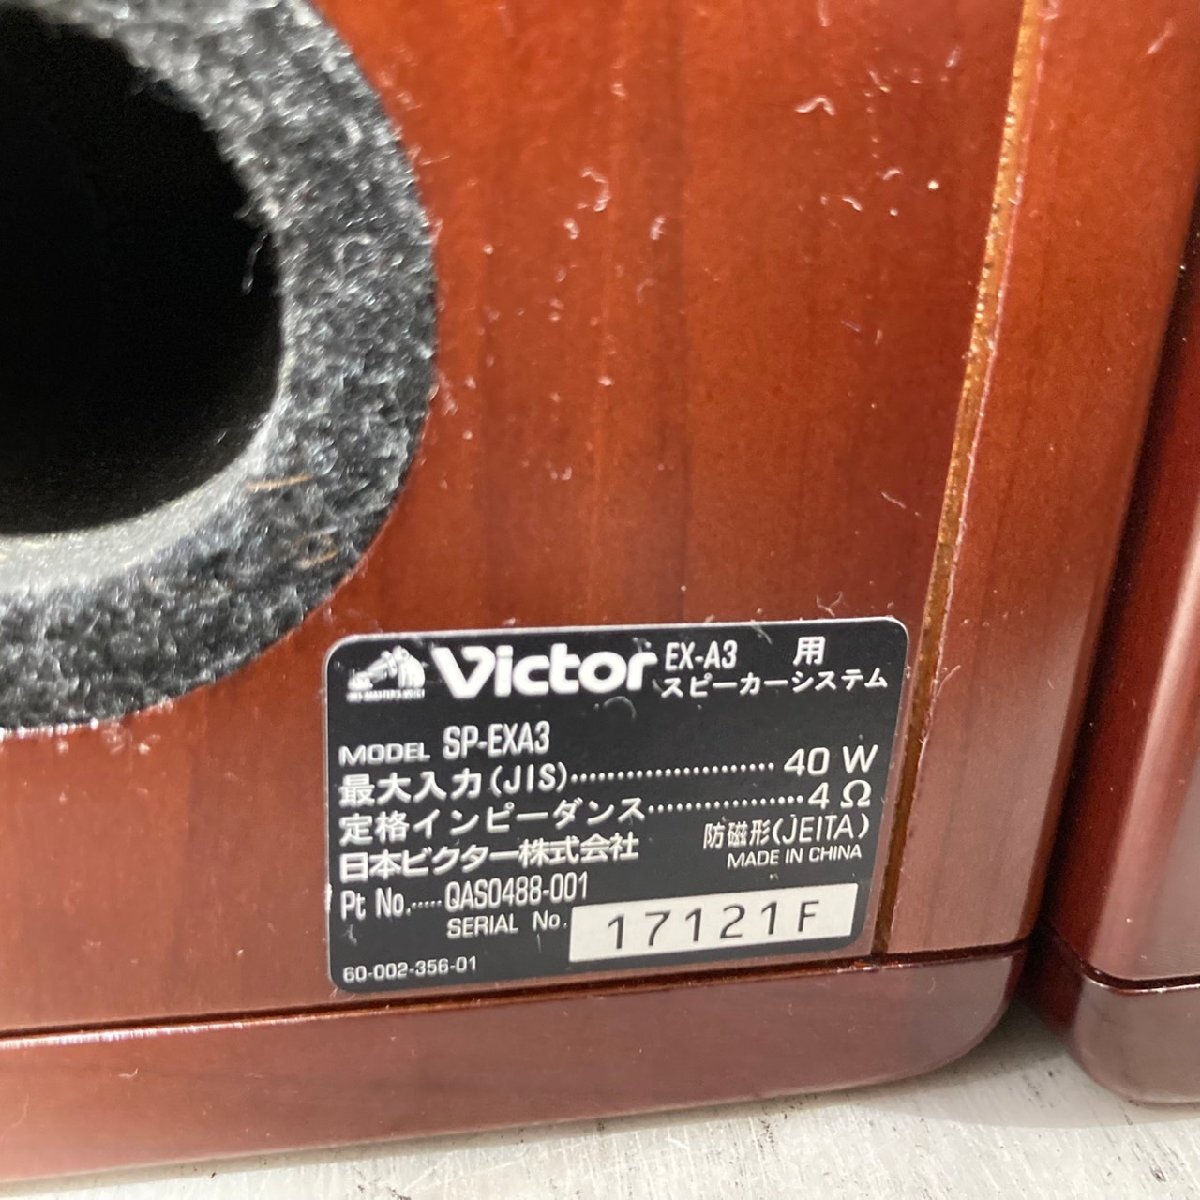 Victor EX-A3 用
スピーカーシステム
MODEL SP-EXA3
最大入力(JIS)...................... 40 W
定格インピーダンス.................4 Ω
日本ビクター株式会社 防磁形(JEITA)
MADE IN CHINA
Pt No.....QAS0488-001
SERIAL No. 17121F
60-002-356-01